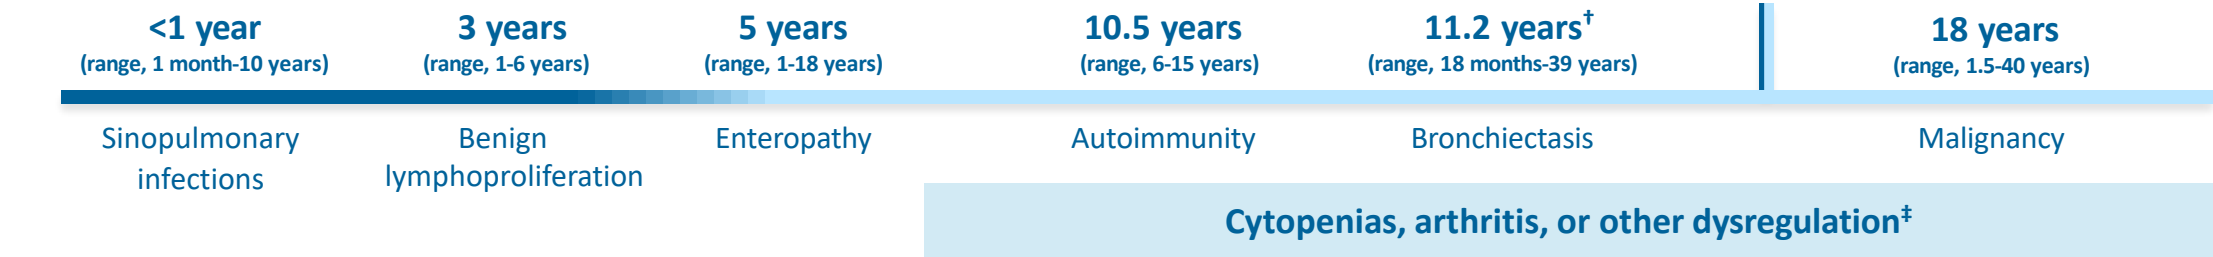 <1 year
(range, 1 month-10 years)
Sinopulmonary
infections
3 years
(range, 1-6 years)
Benign
lymphoproliferation
5 years
(range, 1-18 years)
Enteropathy
10.5 years
(range, 6-15 years)
Autoimmunity
11.2 years†
(range, 18 months-39 years)
Bronchiectasis
18 years
(range, 1.5-40 years)
Malignancy
Cytopenias, arthritis, or other dysregulation‡